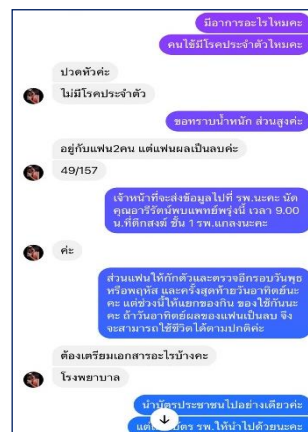 มีอาการอะไรไหมคะ
คนไข้มีโรคประจำตัวไหมคะ
ปวดหัวค่ะ
ไม่มีโรคประจำตัว
ขอทราบน้ำหนัก ส่วนสูงค่ะ
อยู่กับแฟน2คน แต่แฟนผลเป็นลบค่ะ
49/157
เจ้าหน้าที่จะส่งข้อมูลไปที่ รพ.นะคะ นัด
คุณอารีรัตน์พบแพทย์พรุ่งนี้ เวลา 9.00
น.ที่ตึกสงฆ์ ชั้น 1 รพ.แกลงนะคะ
ค่ะ
ส่วนแฟนให้กักตัวและตรวจอีกรอบวันพุธ
หรือพฤหัส และครั้งสุดท้ายวันอาทิตย์นะ
คะ แต่ช่วงนี้ให้แยกของกิน ของใช้กันนะ
คะ ถ้าวันอาทิตย์ผลของแฟนเป็นลบ จึง
จะสามารถใช้ชีวิตได้ตามปกติค่ะ
ต้องเตรียมเอกสารอะไรบ้างคะ
โรงพยาบาล
นำบัตรประชาชนไปอย่างเดียวค่ะ
รพ.ให้นำไปด้วยนะคะ